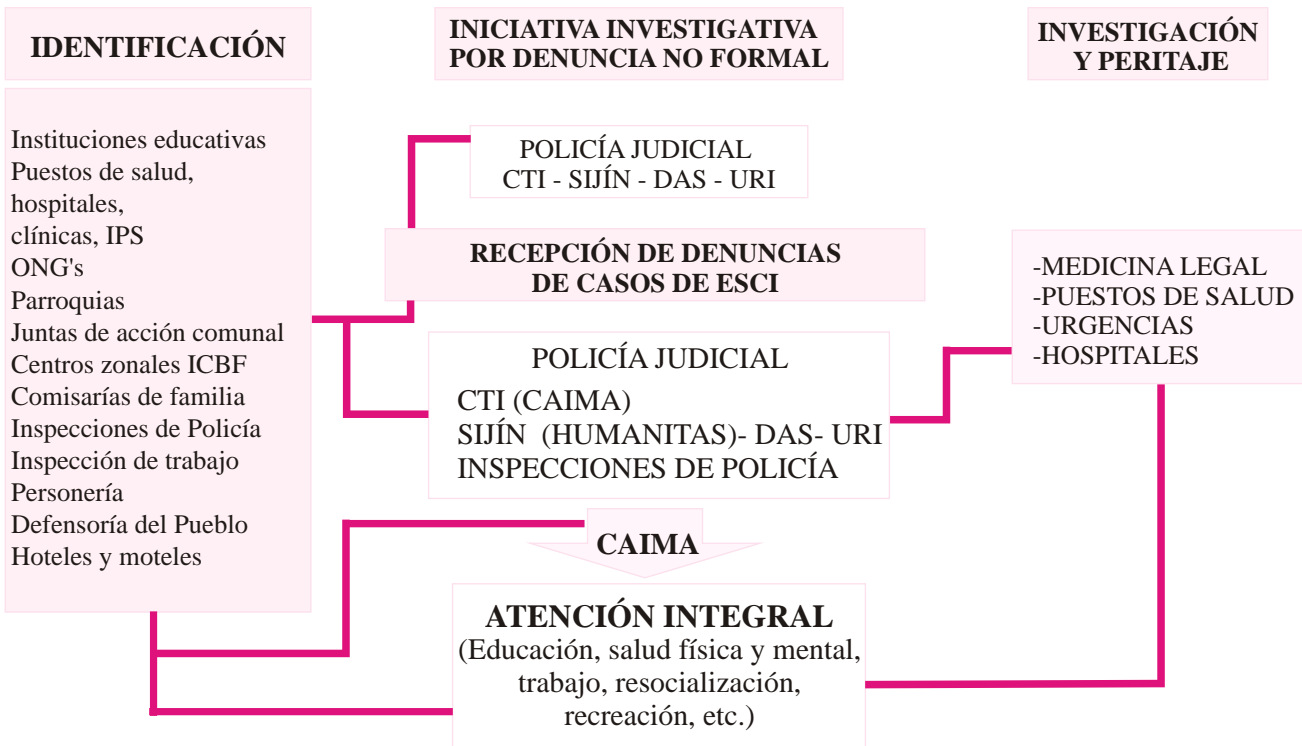 IDENTIFICACIÓN
Instituciones educativas
Puestos de salud,
hospitales,
clínicas, IPS
ONG's
Parroquias
Juntas de acción comunal
Centros zonales ICBF
Comisarías de familia
Inspecciones de Policía
Inspección de trabajo
Personería
Defensoría del Pueblo
Hoteles y moteles
INICIATIVA INVESTIGATIVA
POR DENUNCIA NO FORMAL
POLICÍA JUDICIAL
CTI - SIJÍN - DAS - URI
RECEPCIÓN DE DENUNCIAS
DE CASOS DE ESCI
POLICÍA JUDICIAL
CTI (CAIMA)
SIJÍN (HUMANITAS)- DAS- URI
INSPECCIONES DE POLICÍA
CAIMA
ATENCIÓN INTEGRAL
(Educación, salud física y mental,
trabajo, resocialización,
recreación, etc.)
INVESTIGACIÓN
Y PERITAJE
-MEDICINA LEGAL
-PUESTOS DE SALUD
-URGENCIAS
-HOSPITALES